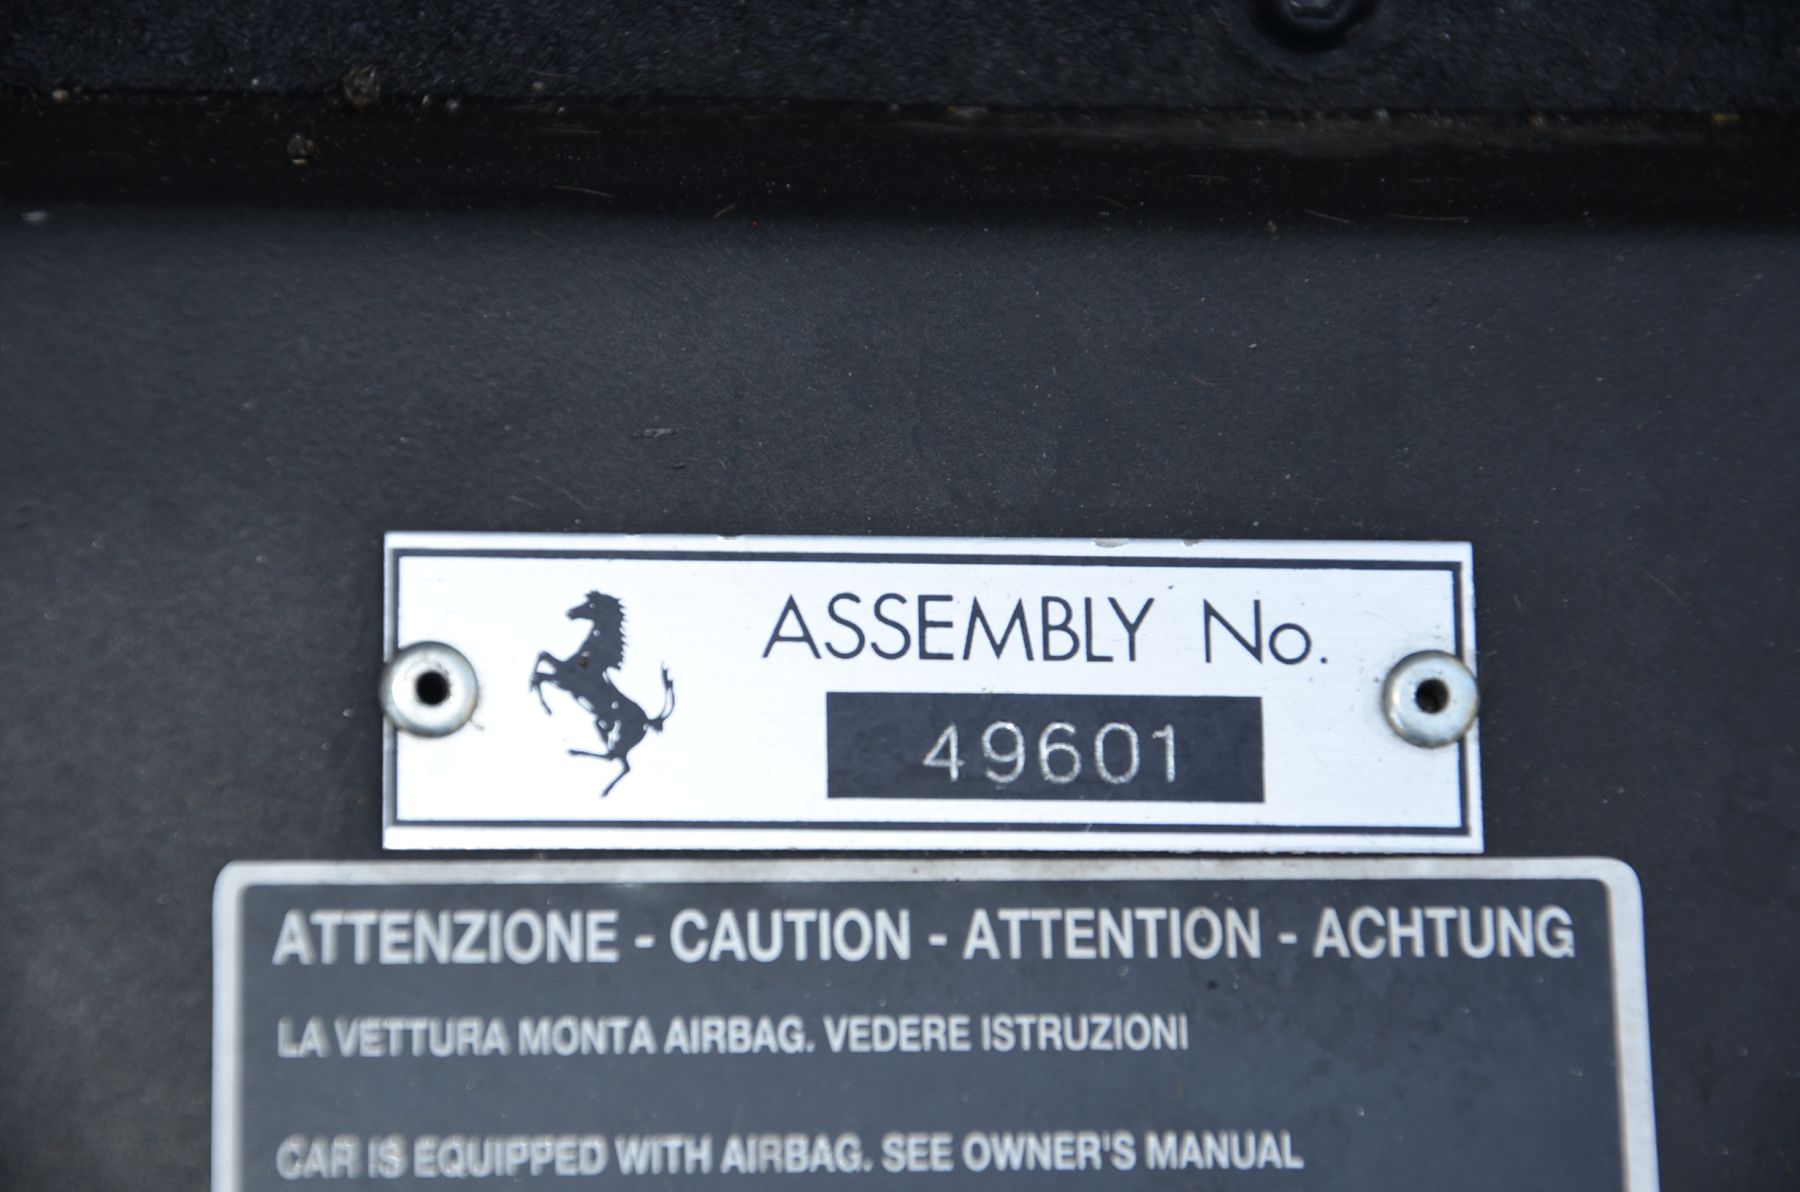 ASSEMBLY No.
49601
ATTENZIONE - CAUTION - ATTENTION - ACHTUNG
LA VETTURA MONTA AIRBAG. VEDERE ISTRUZIONI
CAR IS EQUIPPED WITH AIRBAG. SEE OWNER'S MANUAL